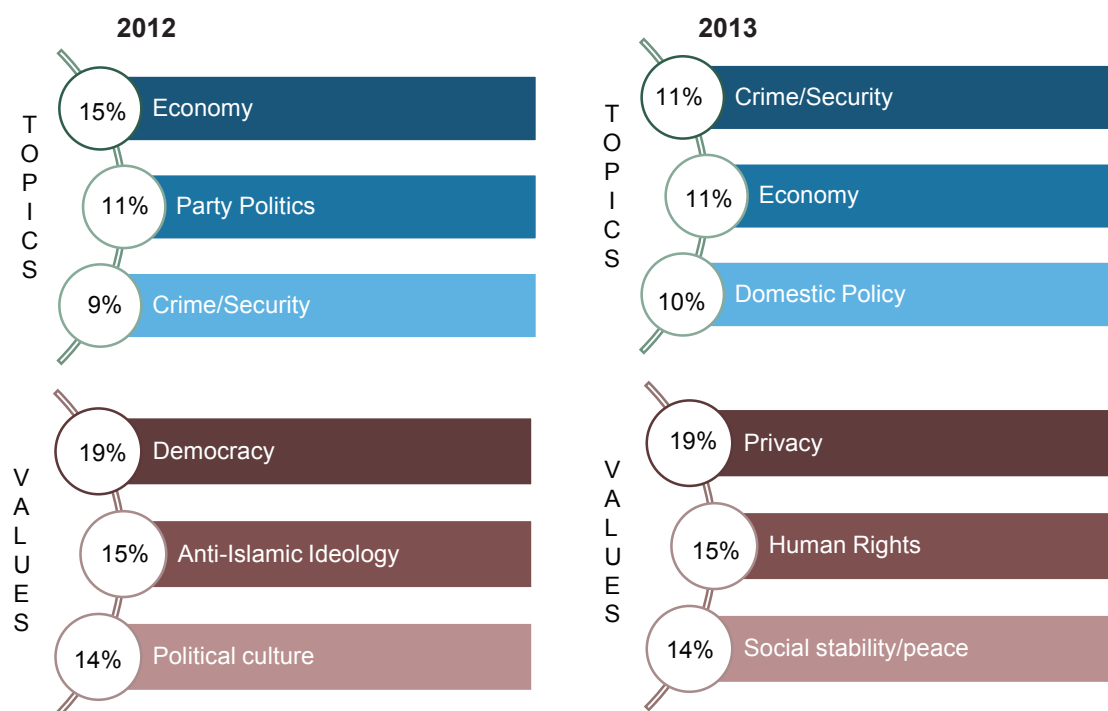 2012
TOPICS
15% Economy
11% Party Politics
9% Crime/Security
VALUES
19% Democracy
15% Anti-Islamic Ideology
14% Political culture
2013
TOPICS
11% Crime/Security
11% Economy
10% Domestic Policy
VALUES
19% Privacy
15% Human Rights
14% Social stability/peace